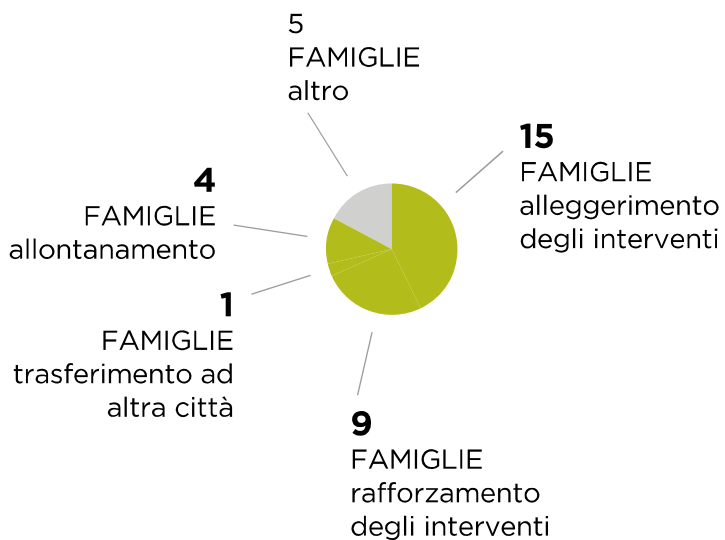 5
FAMIGLIE
altro
15
FAMIGLIE
alleggerimento
degli interventi
4
FAMIGLIE
allontanamento
1
FAMIGLIE
trasferimento ad
altra città
9
FAMIGLIE
rafforzamento
degli interventi